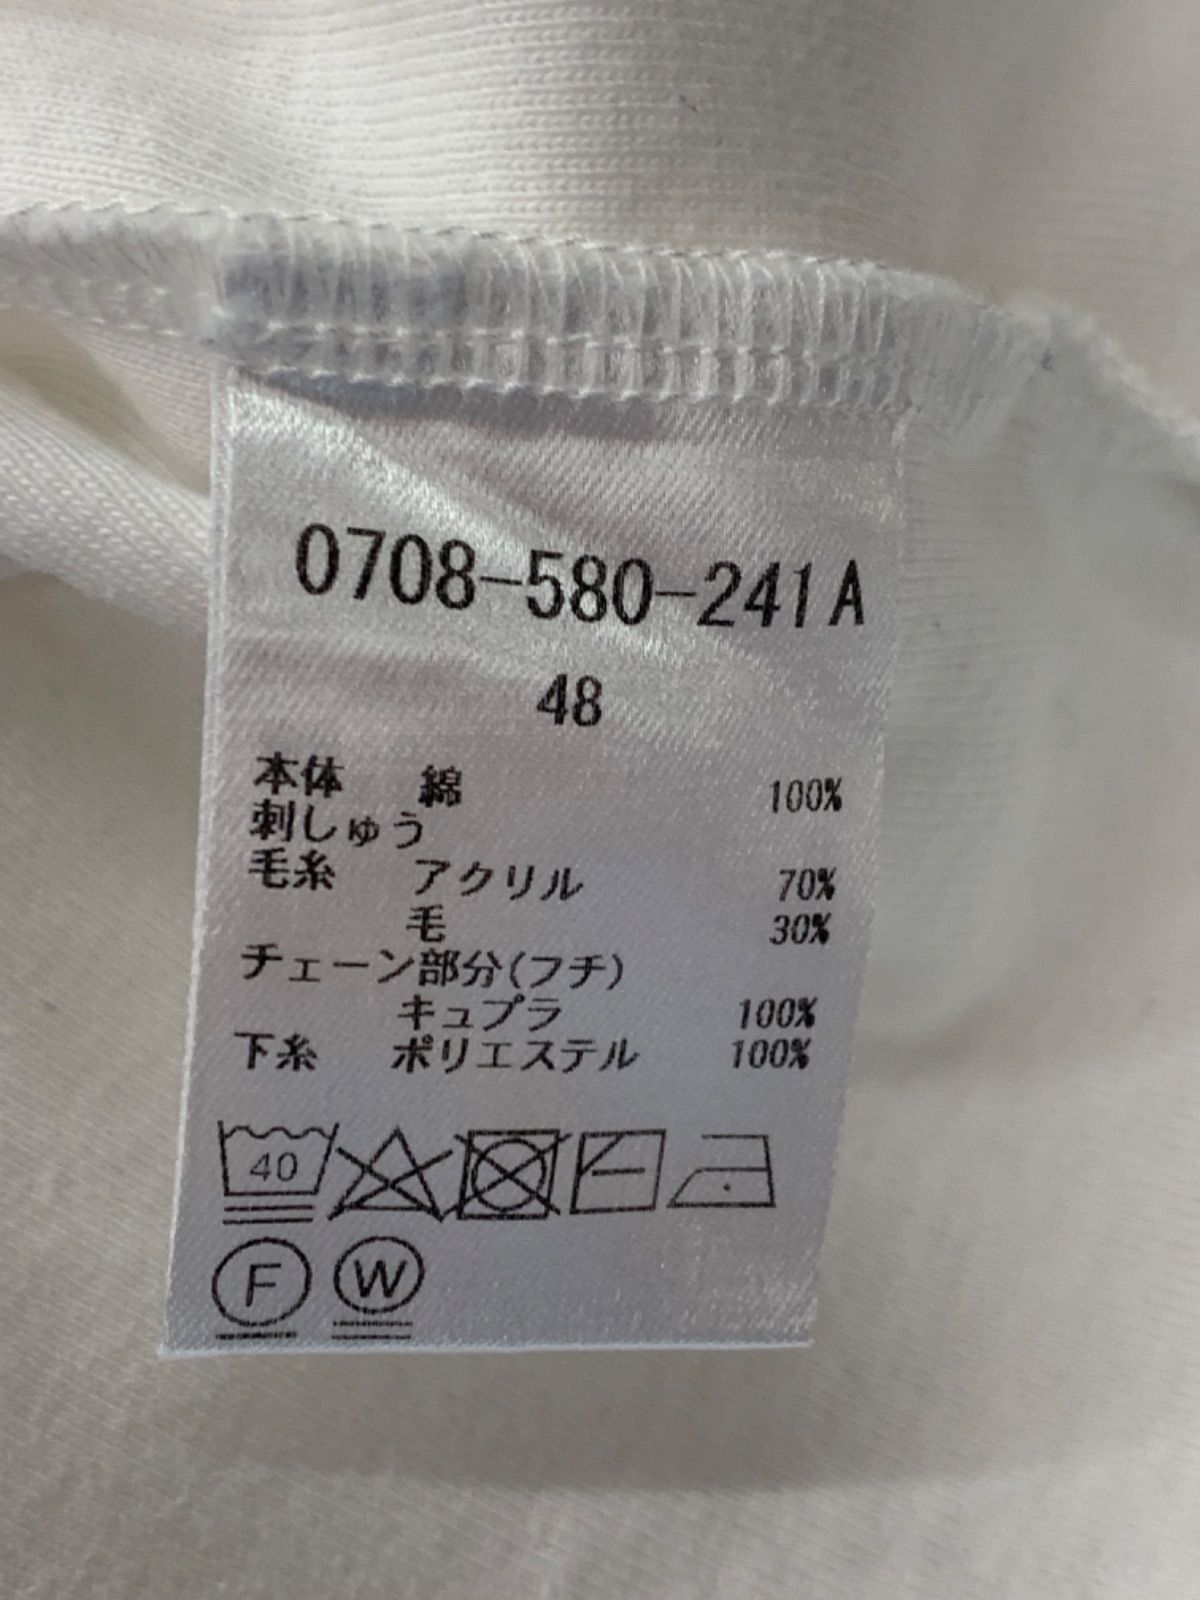 0708-580-241A
48
本体 綿 100%
刺しゅう
毛糸 アクリル 70%
毛 30%
チェーン部分(フチ)
キュプラ 100%
下糸 ポリエステル 100%
40
F W